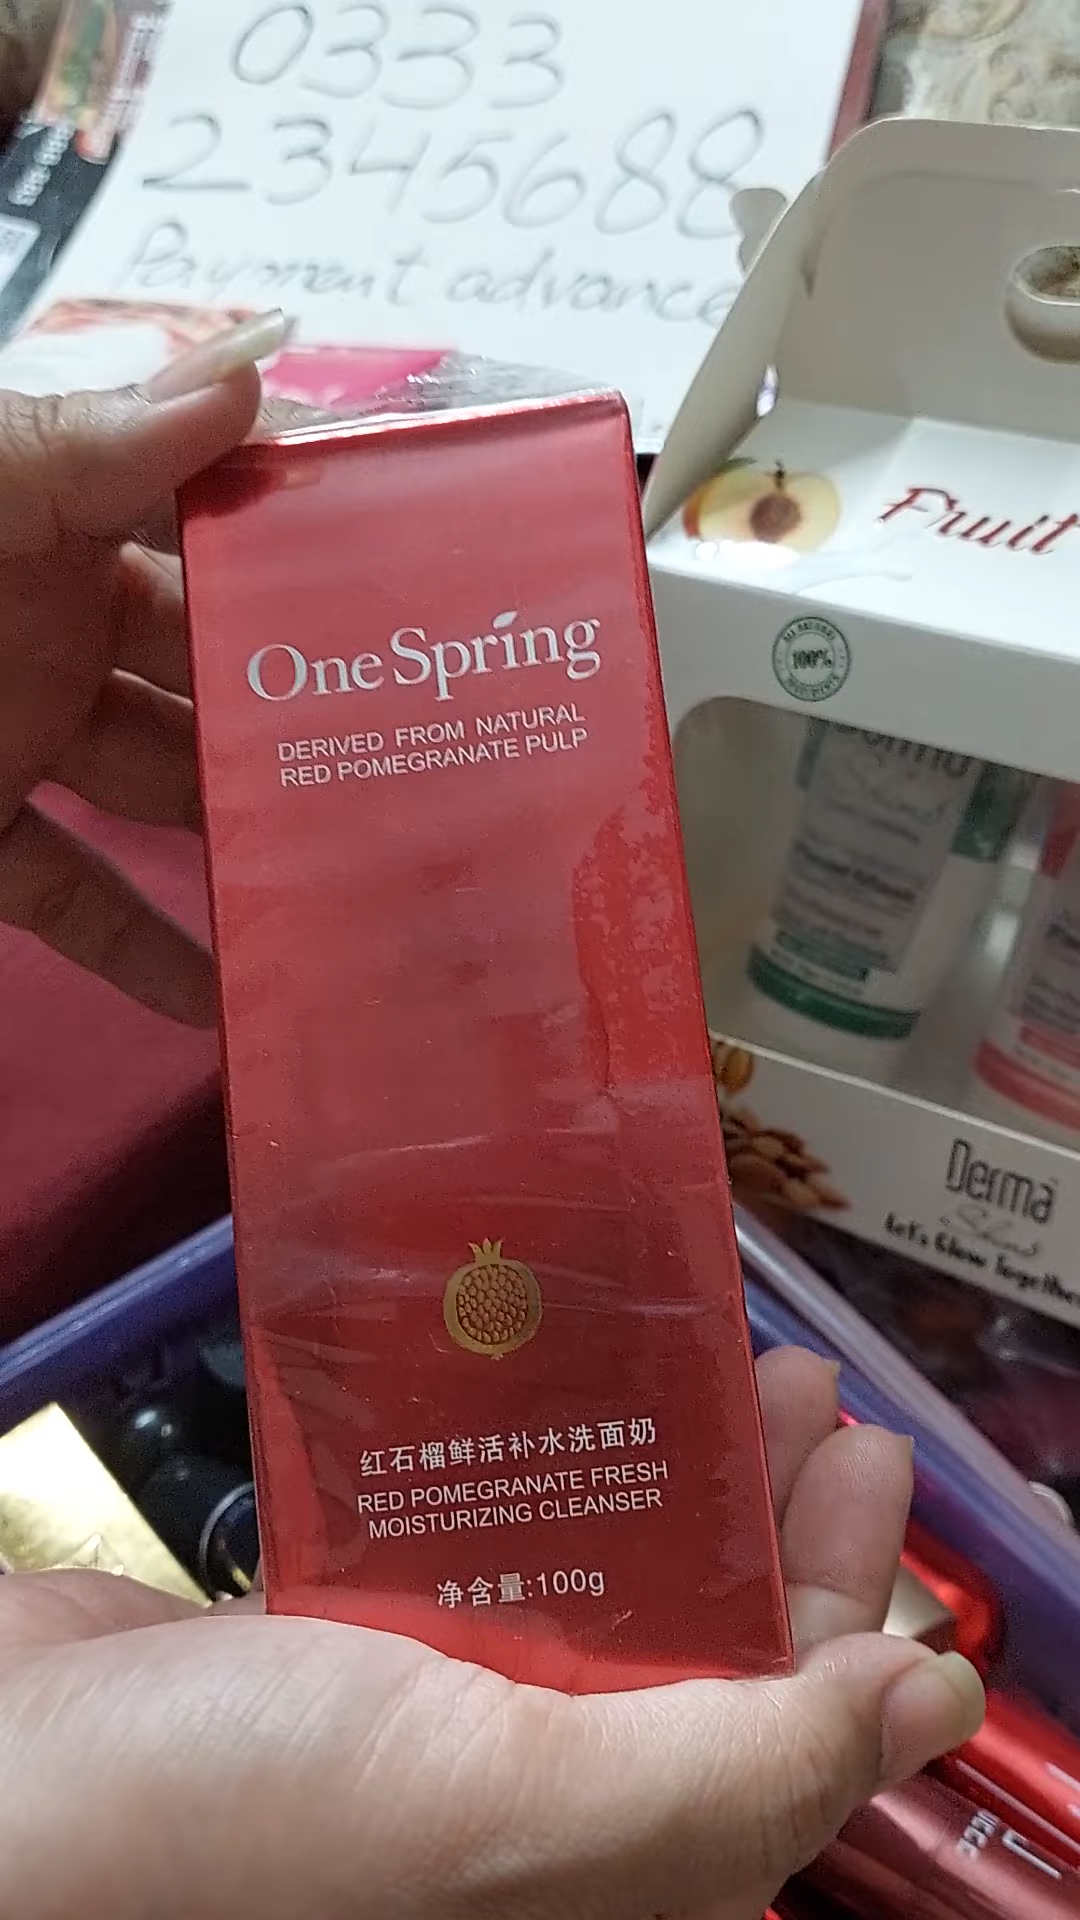 0333
2345688
Payment advance
Fruit
100%
One Spring
DERIVED FROM NATURAL
RED POMEGRANATE PULP
Derma
Shine
Let's Glow Together
红石榴鲜活补水洗面奶
RED POMEGRANATE FRESH
MOISTURIZING CLEANSER
净含量:100g